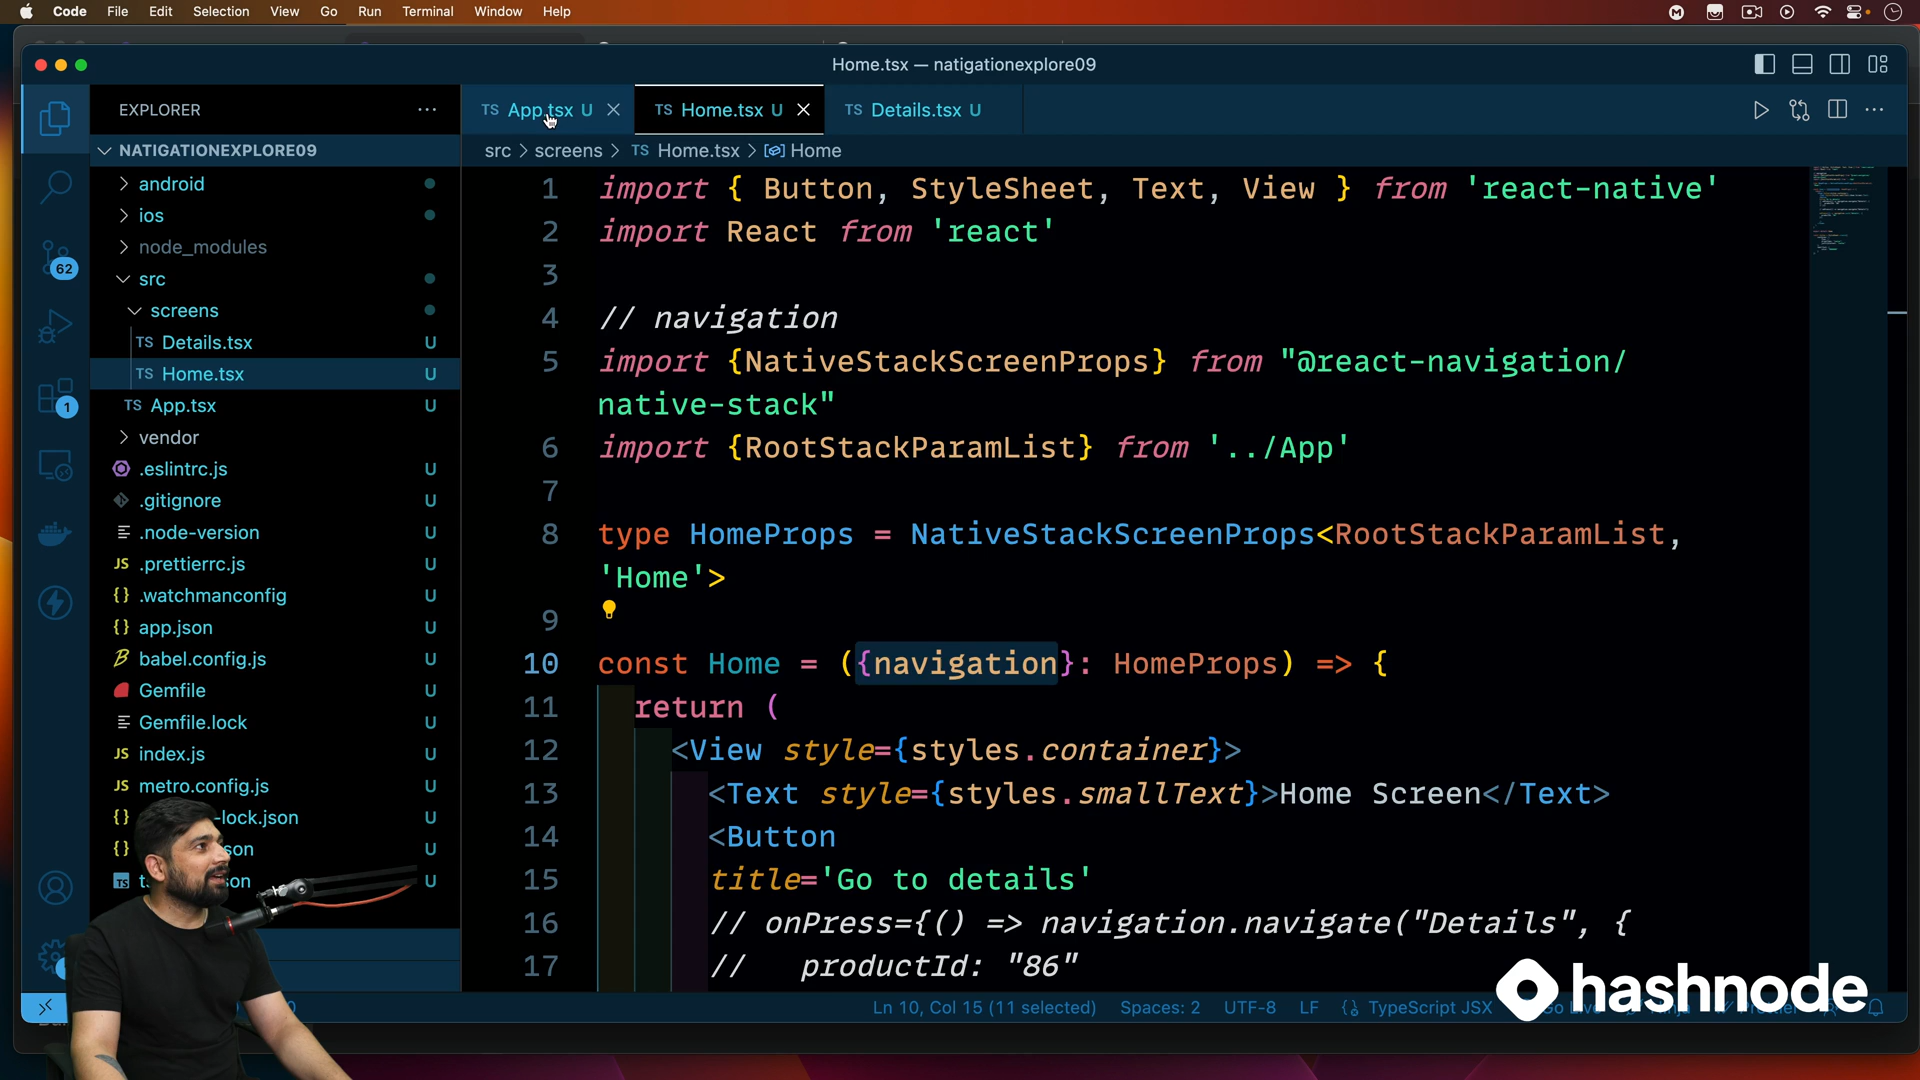 Code File Edit Selection View Go Run Terminal Window Help
Home.tsx — natigationexplore09
EXPLORER
TS App.tsx U
TS Home.tsx U
TS Details.tsx U
NATIGATIONEXPLORE09
src > screens > TS Home.tsx > Home
android
ios
node_modules
src
screens
TS Details.tsx U
TS Home.tsx U
TS App.tsx U
vendor
.eslintrc.js U
.gitignore U
.node-version U
JS .prettierrc.js U
{} .watchmanconfig U
{} app.json U
babel.config.js U
Gemfile U
Gemfile.lock U
JS index.js U
JS metro.config.js U
{} -lock.json U
{} son U
TS on U
62
1
1 import { Button, StyleSheet, Text, View } from 'react-native'
2 import React from 'react'
3
4 // navigation
5 import {NativeStackScreenProps} from "@react-navigation/
native-stack"
6 import {RootStackParamList} from '../App'
7
8 type HomeProps = NativeStackScreenProps<RootStackParamList,
'Home'>
9
10 const Home = ({navigation}: HomeProps) => {
11 return (
12 <View style={styles.container}>
13 <Text style={styles.smallText}>Home Screen</Text>
14 <Button
15 title='Go to details'
16 // onPress={() => navigation.navigate("Details", {
17 // productId: "86"
hashnode
Ln 10, Col 15 (11 selected) Spaces: 2 UTF-8 LF {} TypeScript JSX